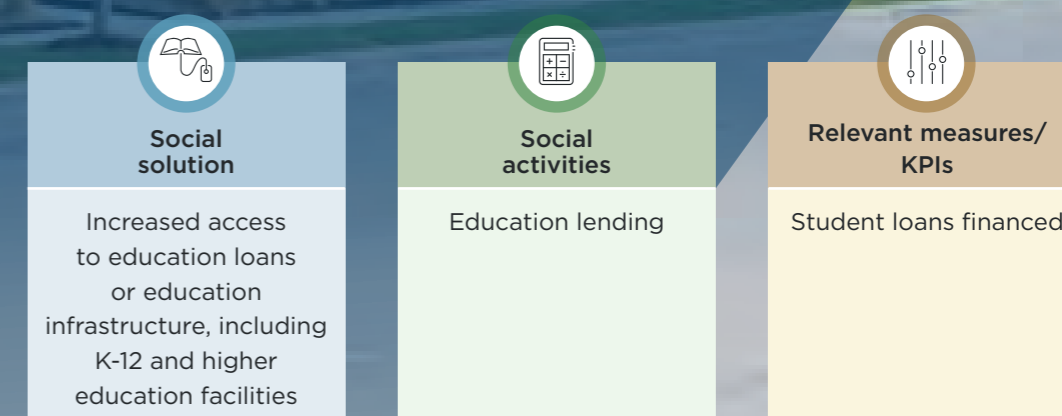 Social
solution
Increased access
to education loans
or education
infrastructure, including
K-12 and higher
education facilities
Social
activities
Education lending
Relevant measures/
KPIs
Student loans financed